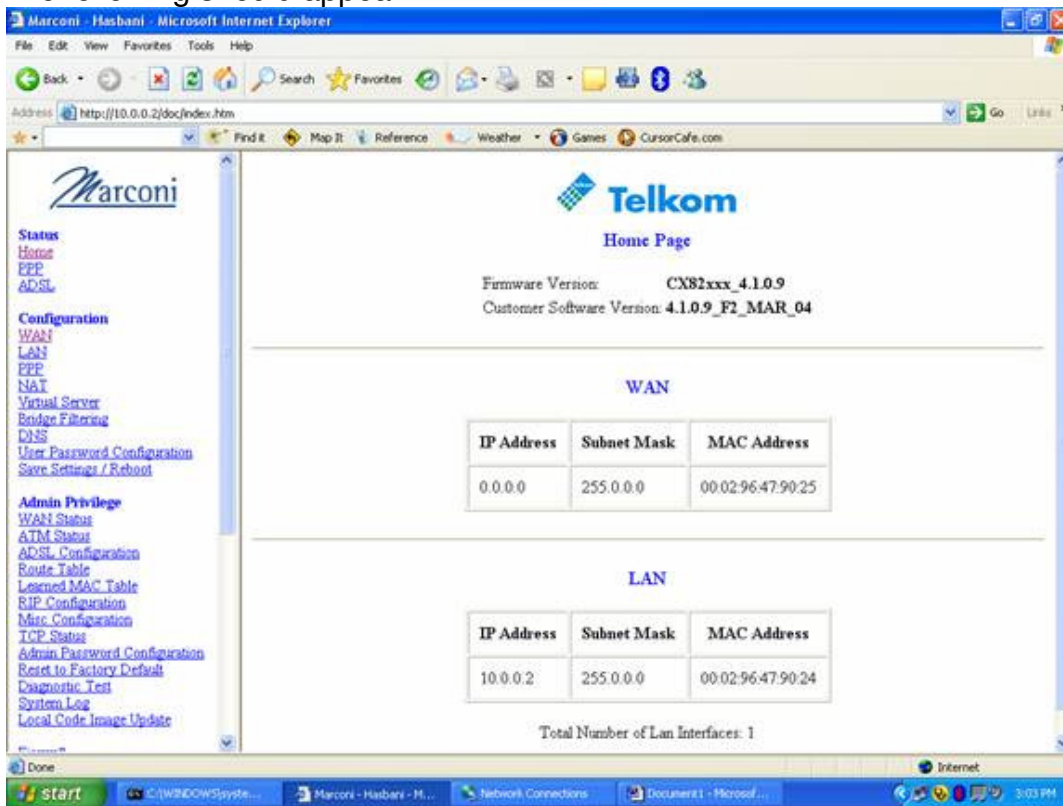 Marconi - Hasbani - Microsoft Internet Explorer
File Edit View Favorites Tools Help
Back Search Favorites
Address http://10.0.0.2/doc/index.htm Go Links
Find it Map It Reference Weather Games CursorCafe.com
Marconi
Status
Home
PPP
ADSL
Configuration
WAN
LAN
PPP
NAT
Virtual Server
Bridge Filtering
DNS
User Password Configuration
Save Settings / Reboot
Admin Privilege
WAN Status
ATM Status
ADSL Configuration
Route Table
Learned MAC Table
RIP Configuration
Misc Configuration
TCP Status
Admin Password Configuration
Reset to Factory Default
Diagnostic Test
System Log
Local Code Image Update
Telkom
Home Page
Firmware Version: CX82xxx_4.1.0.9
Customer Software Version: 4.1.0.9_F2_MAR_04
WAN
IP Address Subnet Mask MAC Address
0.0.0.0 255.0.0.0 00:02:96:47:90:25
LAN
IP Address Subnet Mask MAC Address
10.0.0.2 255.0.0.0 00:02:96:47:90:24
Total Number of Lan Interfaces: 1
Done Internet
start C:\WINDOWS\syste... Marconi - Hasbani - M... Network Connections Document1 - Microsof... 3:03 PM